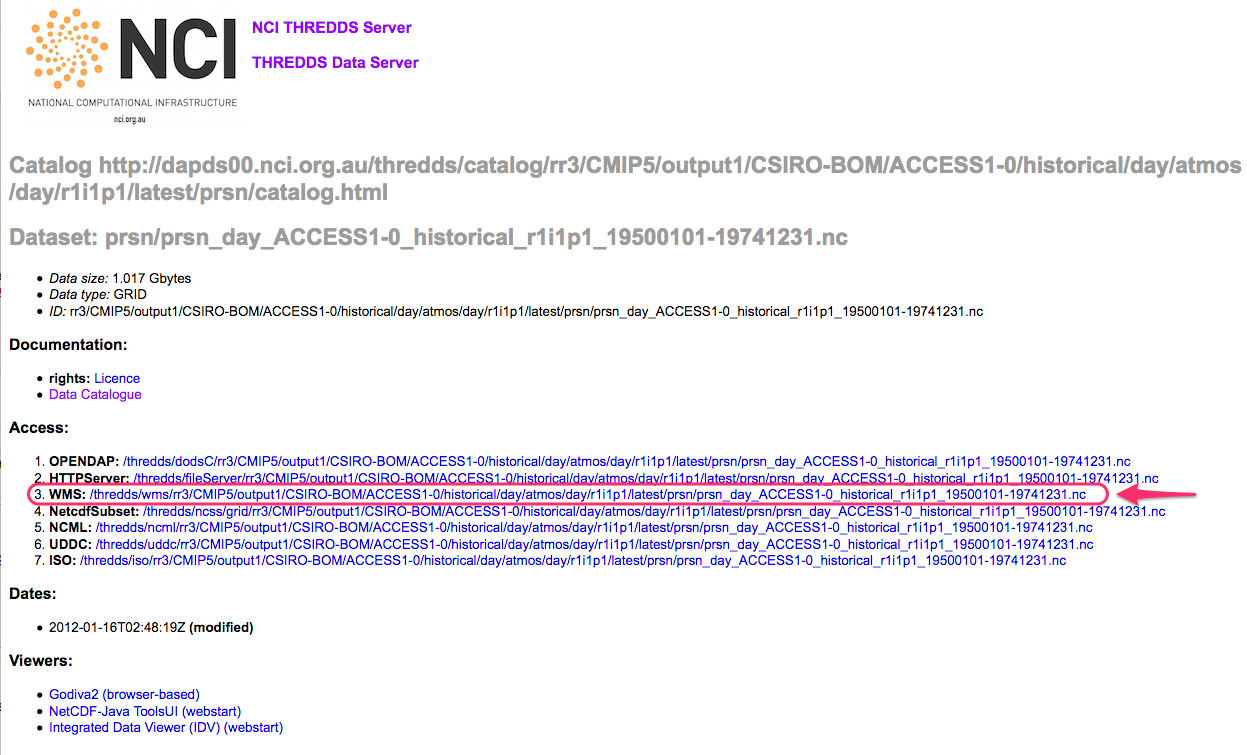 NCI
NATIONAL COMPUTATIONAL INFRASTRUCTURE
nci.org.au
NCI THREDDS Server
THREDDS Data Server
Catalog http://dapds00.nci.org.au/thredds/catalog/rr3/CMIP5/output1/CSIRO-BOM/ACCESS1-0/historical/day/atmos
/day/r1i1p1/latest/prsn/catalog.html
Dataset: prsn/prsn_day_ACCESS1-0_historical_r1i1p1_19500101-19741231.nc
• Data size: 1.017 Gbytes
• Data type: GRID
• ID: rr3/CMIP5/output1/CSIRO-BOM/ACCESS1-0/historical/day/atmos/day/r1i1p1/latest/prsn/prsn_day_ACCESS1-0_historical_r1i1p1_19500101-19741231.nc
Documentation:
• rights: Licence
• Data Catalogue
Access:
1. OPENDAP: /thredds/dodsC/rr3/CMIP5/output1/CSIRO-BOM/ACCESS1-0/historical/day/atmos/day/r1i1p1/latest/prsn/prsn_day_ACCESS1-0_historical_r1i1p1_19500101-19741231.nc
2. HTTPServer: /thredds/fileServer/rr3/CMIP5/output1/CSIRO-BOM/ACCESS1-0/historical/day/atmos/day/r1i1p1/latest/prsn/prsn_day_ACCESS1-0_historical_r1i1p1_19500101-19741231.nc
3. WMS: /thredds/wms/rr3/CMIP5/output1/CSIRO-BOM/ACCESS1-0/historical/day/atmos/day/r1i1p1/latest/prsn/prsn_day_ACCESS1-0_historical_r1i1p1_19500101-19741231.nc
4. NetcdfSubset: /thredds/ncss/grid/rr3/CMIP5/output1/CSIRO-BOM/ACCESS1-0/historical/day/atmos/day/r1i1p1/latest/prsn/prsn_day_ACCESS1-0_historical_r1i1p1_19500101-19741231.nc
5. NCML: /thredds/ncml/rr3/CMIP5/output1/CSIRO-BOM/ACCESS1-0/historical/day/atmos/day/r1i1p1/latest/prsn/prsn_day_ACCESS1-0_historical_r1i1p1_19500101-19741231.nc
6. UDDC: /thredds/uddc/rr3/CMIP5/output1/CSIRO-BOM/ACCESS1-0/historical/day/atmos/day/r1i1p1/latest/prsn/prsn_day_ACCESS1-0_historical_r1i1p1_19500101-19741231.nc
7. ISO: /thredds/iso/rr3/CMIP5/output1/CSIRO-BOM/ACCESS1-0/historical/day/atmos/day/r1i1p1/latest/prsn/prsn_day_ACCESS1-0_historical_r1i1p1_19500101-19741231.nc
Dates:
• 2012-01-16T02:48:19Z (modified)
Viewers:
• Godiva2 (browser-based)
• NetCDF-Java ToolsUI (webstart)
• Integrated Data Viewer (IDV) (webstart)